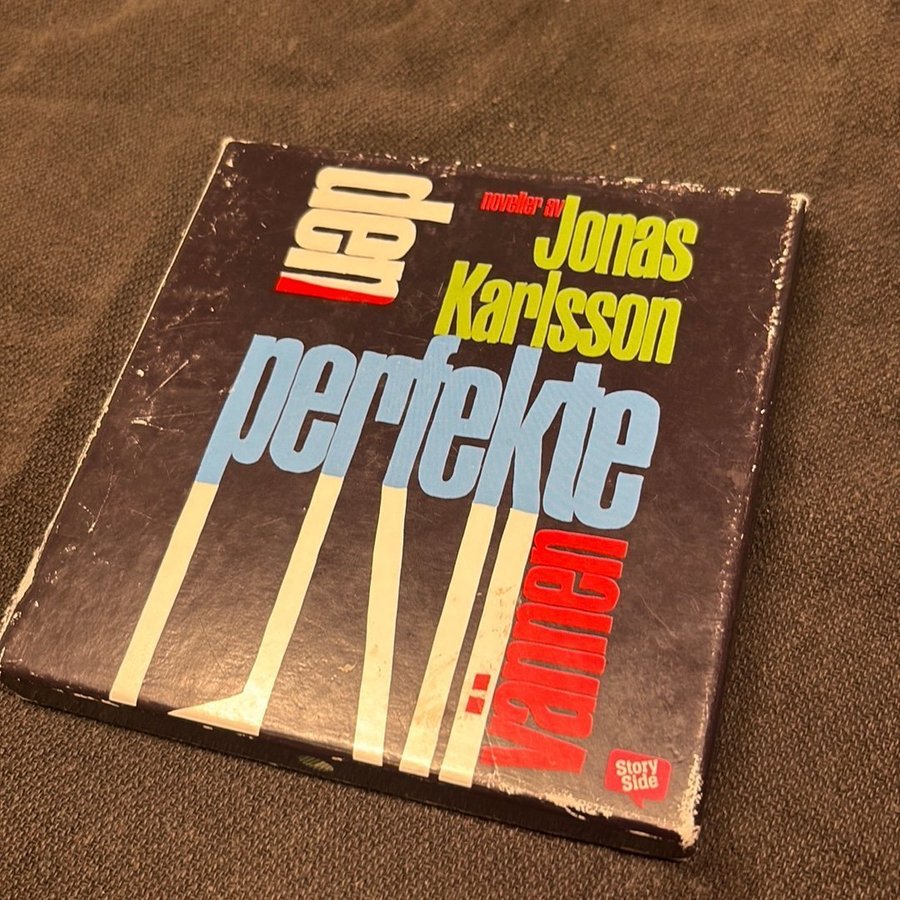 noveller av
Jonas
Karlsson
den
perfekte
vännen
Story
Side